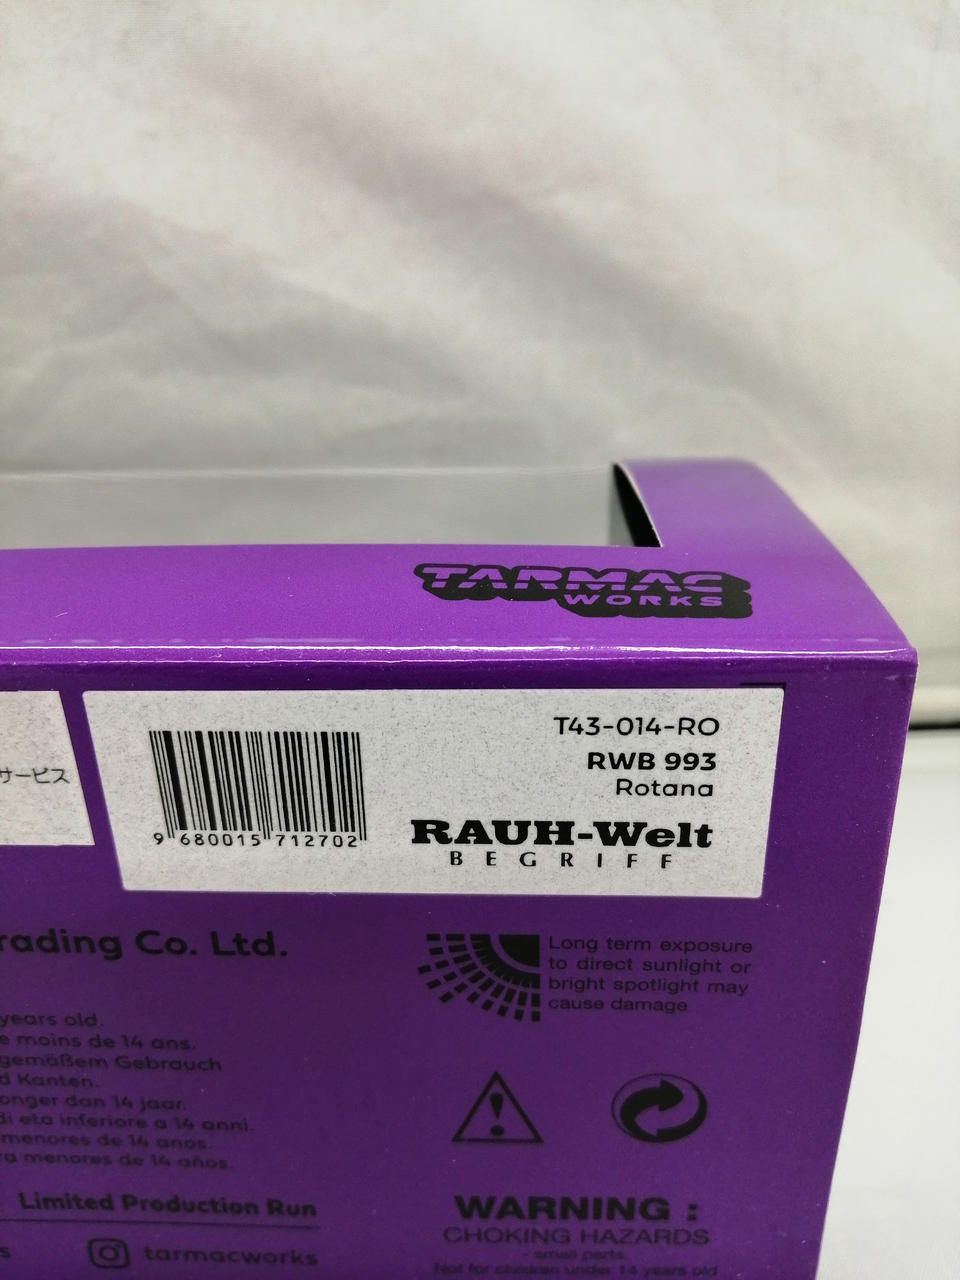 TARMAC
WORKS
サービス
T43-014-RO
RWB 993
Rotana
9 680015 712702
RAUH-Welt
BEGRIFF
rading Co. Ltd.
Long term exposure
to direct sunlight or
bright spotlight may
cause damage
years old.
e moins de 14 ans.
gemäßem Gebrauch
d Kanten.
onger dan 14 jaar.
di eta inferiore a 14 anni.
menores de 14 anos.
ra menores de 14 años.
Limited Production Run
s
tarmacworks
WARNING :
CHOKING HAZARDS
- small parts.
Not for children under 14 years old